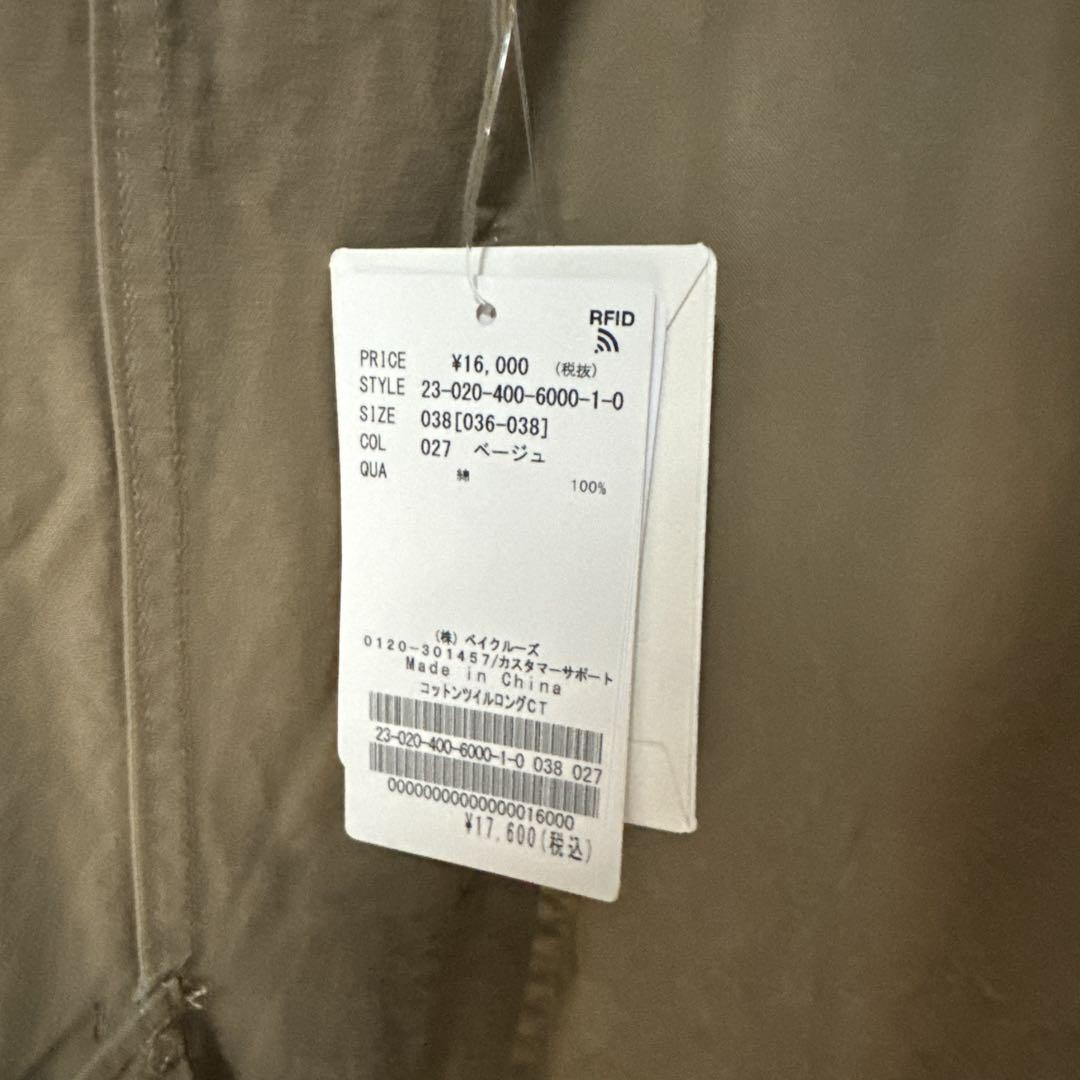 RFID
PRICE ¥16,000 (税抜)
STYLE 23-020-400-6000-1-0
SIZE 038[036-038]
COL 027 ベージュ
QUA 綿 100%
(株) ベイクルーズ
0120-301457/カスタマーサポート
Made in China
コットンツイルロングCT
23-020-400-6000-1-0 038 027
0000000000000016000
¥17,600(税込)